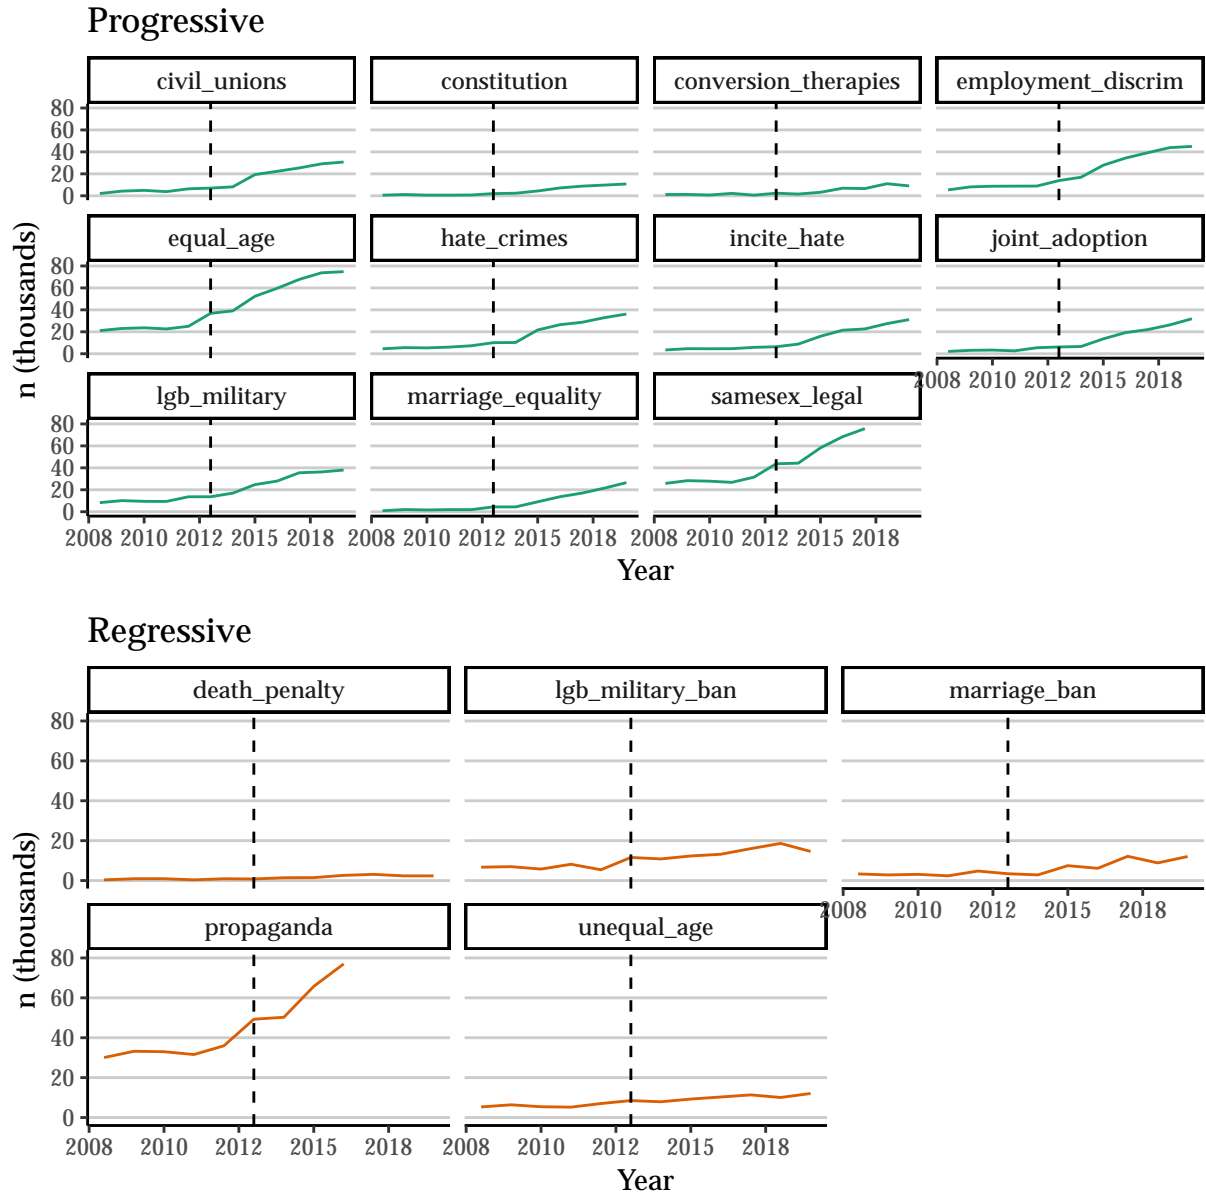 Progressive
civil_unions constitution conversion_therapies employment_discrim
80
60
40
20
0
equal_age hate_crimes incite_hate joint_adoption
80
60
40
20
0
2008 2010 2012 2015 2018
lgb_military marriage_equality samesex_legal
80
60
40
20
0
2008 2010 2012 2015 2018 2008 2010 2012 2015 2018 2008 2010 2012 2015 2018
n (thousands)
Year
Regressive
death_penalty lgb_military_ban marriage_ban
80
60
40
20
0
2008 2010 2012 2015 2018
propaganda unequal_age
80
60
40
20
0
2008 2010 2012 2015 2018 2008 2010 2012 2015 2018
n (thousands)
Year